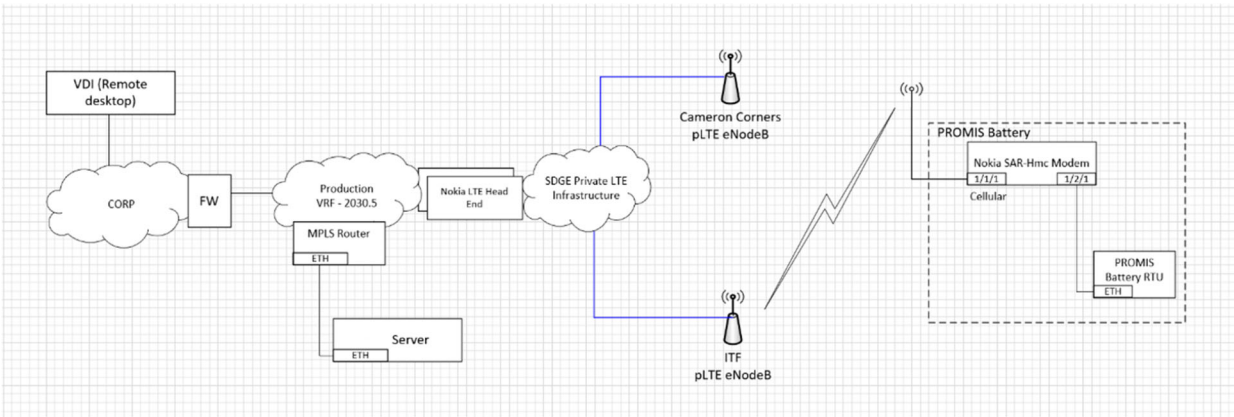 VDI (Remote
desktop)
CORP
FW
Production
VRF - 2030.5
MPLS Router
ETH
Server
ETH
Nokia LTE Head
End
SDGE Private LTE
Infrastructure
Cameron Corners
pLTE eNodeB
ITF
pLTE eNodeB
PROMIS Battery
Nokia SAR-Hmc Modem
1/1/1
1/2/1
Cellular
PROMIS
Battery RTU
ETH